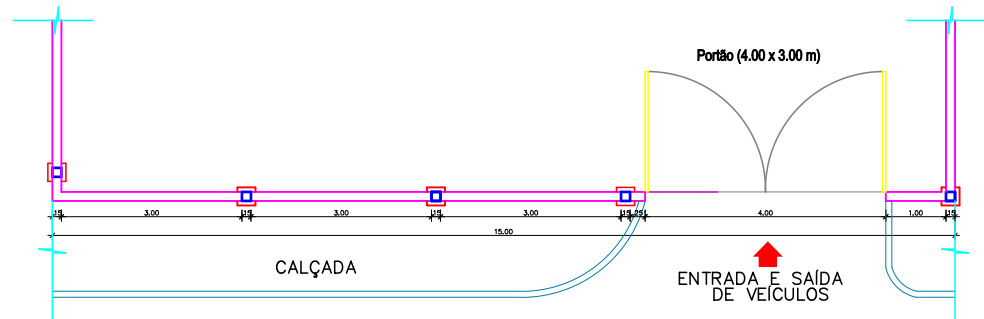 Portão (4.00 x 3.00 m)
.15 3.00 .15 3.00 .15 3.00 .15 .25 4.00 1.00 .15
15.00
CALÇADA
ENTRADA E SAÍDA
DE VEÍCULOS